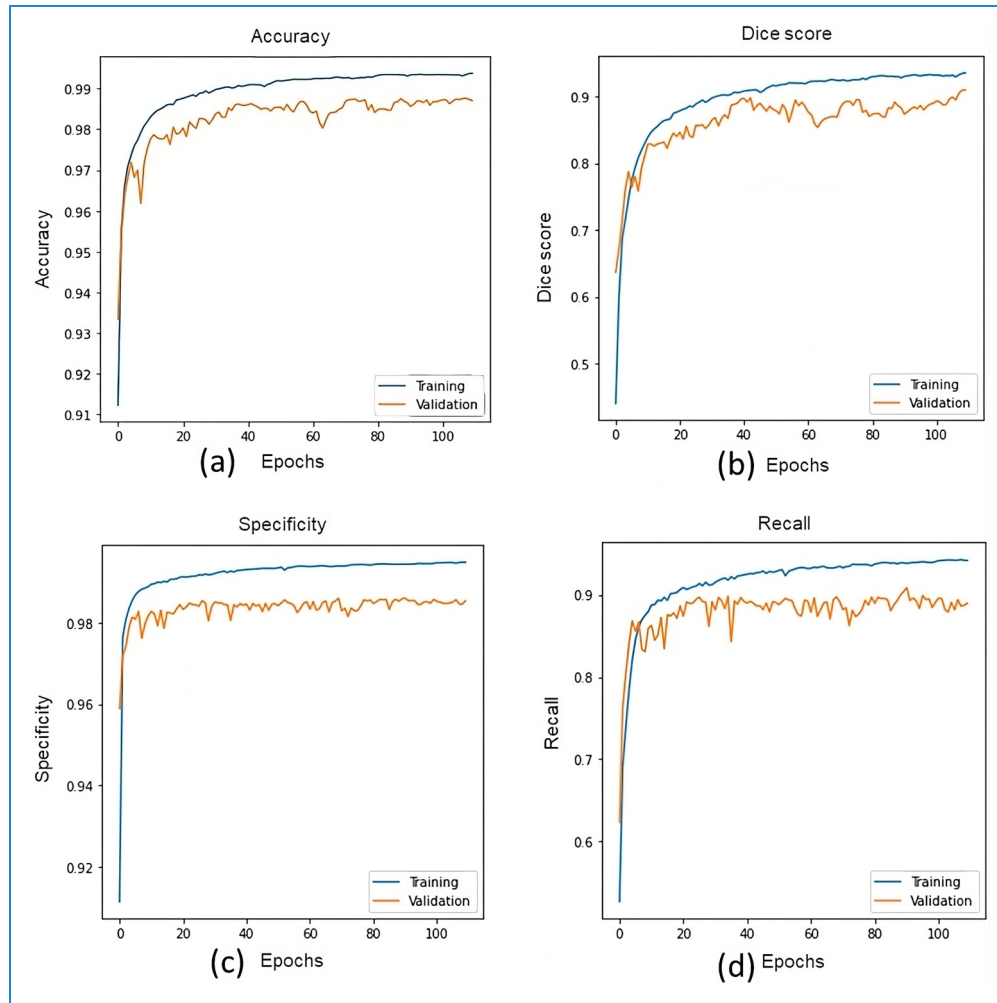 Accuracy
Accuracy
0.99
0.98
0.97
0.96
0.95
0.94
0.93
0.92
0.91
Training
Validation
0 20 40 60 80 100
(a) Epochs
Dice score
Dice score
0.9
0.8
0.7
0.6
0.5
Training
Validation
0 20 40 60 80 100
(b) Epochs
Specificity
Specificity
0.98
0.96
0.94
0.92
Training
Validation
0 20 40 60 80 100
(c) Epochs
Recall
Recall
0.9
0.8
0.7
0.6
Training
Validation
0 20 40 60 80 100
(d) Epochs